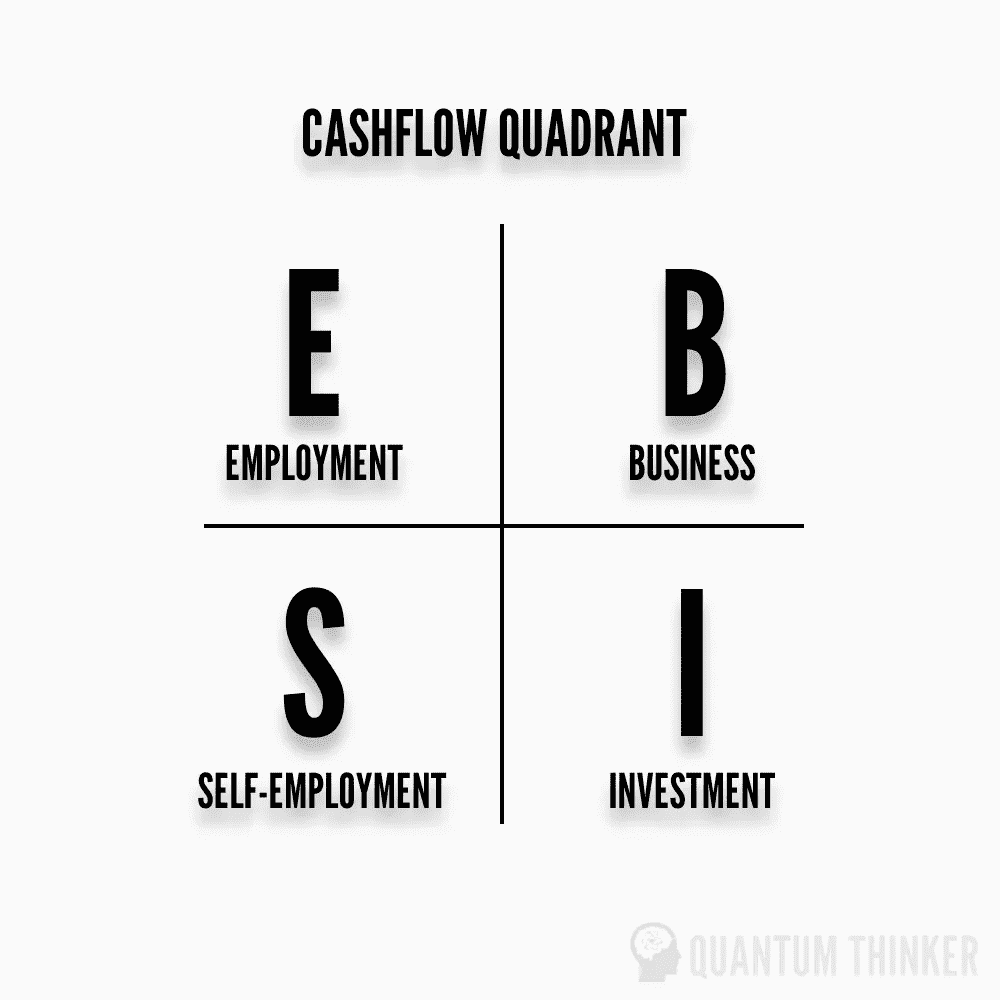 CASHFLOW QUADRANT
E
EMPLOYMENT
B
BUSINESS
S
SELF-EMPLOYMENT
I
INVESTMENT
QUANTUM THINKER